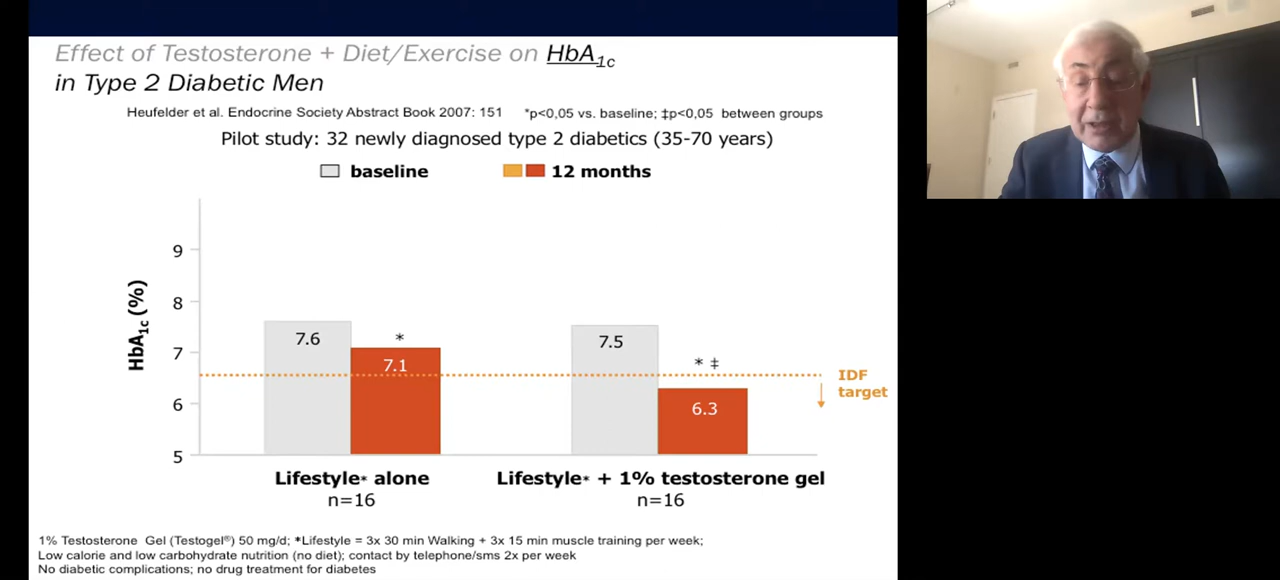 Effect of Testosterone + Diet/Exercise on HbA1c
in Type 2 Diabetic Men
Heufelder et al. Endocrine Society Abstract Book 2007: 151 *p<0,05 vs. baseline; ‡p<0,05 between groups
Pilot study: 32 newly diagnosed type 2 diabetics (35-70 years)
baseline 12 months
HbA1c (%)
9
8
7
6
5
7.6
*
7.1
7.5
* ‡
6.3
IDF
target
Lifestyle* alone
n=16
Lifestyle* + 1% testosterone gel
n=16
1% Testosterone Gel (Testogel®) 50 mg/d; *Lifestyle = 3x 30 min Walking + 3x 15 min muscle training per week;
Low calorie and low carbohydrate nutrition (no diet); contact by telephone/sms 2x per week
No diabetic complications; no drug treatment for diabetes